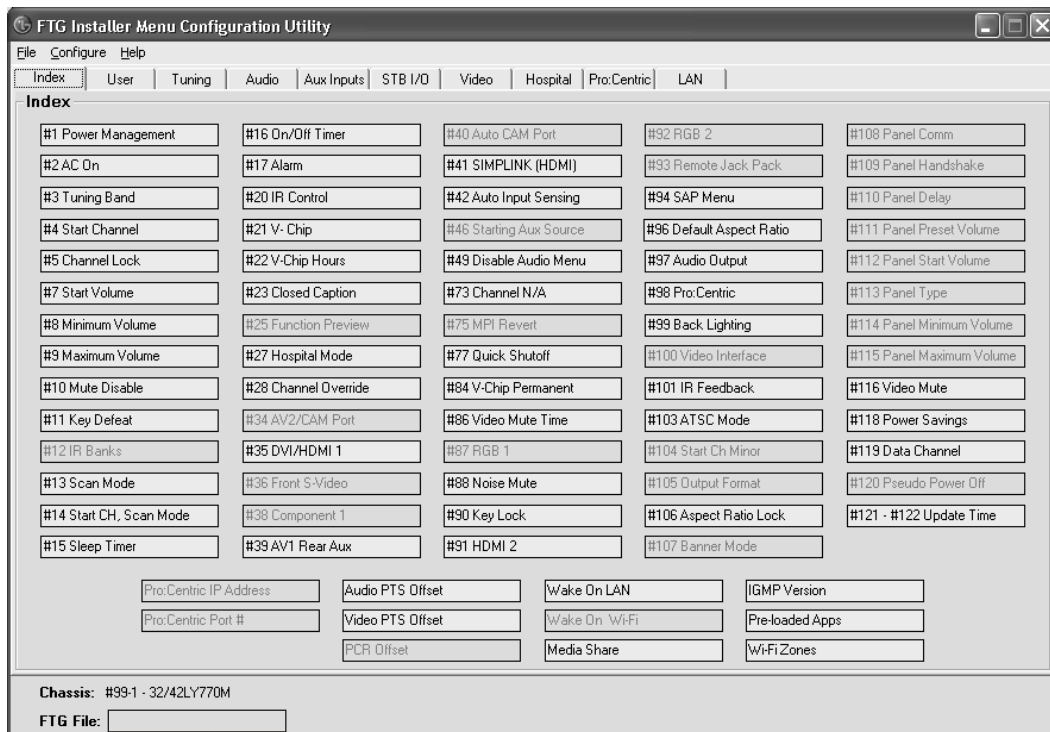 FTG Installer Menu Configuration Utility
File Configure Help
Index User Tuning Audio Aux Inputs STB I/O Video Hospital Pro:Centric LAN
Index
#1 Power Management #16 On/Off Timer #40 Auto CAM Port #92 RGB 2 #108 Panel Comm
#2 AC On #17 Alarm #41 SIMPLINK (HDMI) #93 Remote Jack Pack #109 Panel Handshake
#3 Tuning Band #20 IR Control #42 Auto Input Sensing #94 SAP Menu #110 Panel Delay
#4 Start Channel #21 V- Chip #46 Starting Aux Source #96 Default Aspect Ratio #111 Panel Preset Volume
#5 Channel Lock #22 V-Chip Hours #49 Disable Audio Menu #97 Audio Output #112 Panel Start Volume
#7 Start Volume #23 Closed Caption #73 Channel N/A #98 Pro:Centric #113 Panel Type
#8 Minimum Volume #25 Function Preview #75 MPI Revert #99 Back Lighting #114 Panel Minimum Volume
#9 Maximum Volume #27 Hospital Mode #77 Quick Shutoff #100 Video Interface #115 Panel Maximum Volume
#10 Mute Disable #28 Channel Override #84 V-Chip Permanent #101 IR Feedback #116 Video Mute
#11 Key Defeat #34 AV2/CAM Port #86 Video Mute Time #103 ATSC Mode #118 Power Savings
#12 IR Banks #35 DVI/HDMI 1 #87 RGB 1 #104 Start Ch Minor #119 Data Channel
#13 Scan Mode #36 Front S-Video #88 Noise Mute #105 Output Format #120 Pseudo Power Off
#14 Start CH, Scan Mode #38 Component 1 #90 Key Lock #106 Aspect Ratio Lock #121 - #122 Update Time
#15 Sleep Timer #39 AV1 Rear Aux #91 HDMI 2 #107 Banner Mode
Pro:Centric IP Address Audio PTS Offset Wake On LAN IGMP Version
Pro:Centric Port # Video PTS Offset Wake On Wi-Fi Pre-loaded Apps
PCR Offset Media Share Wi-Fi Zones
Chassis: #99-1 - 32/42LY770M
FTG File: